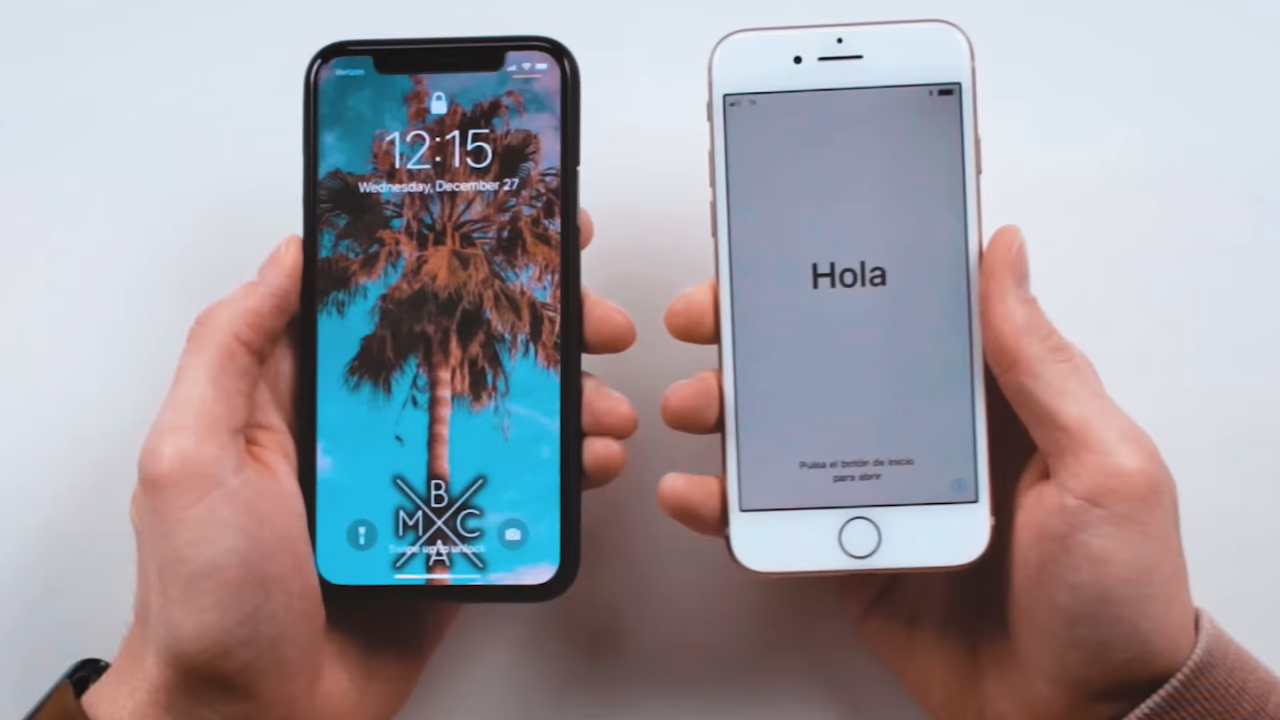 Verizon
12:15
Wednesday, December 27
B
M C
A
Swipe up to unlock
Hola
Pulsa el botón de inicio
para abrir